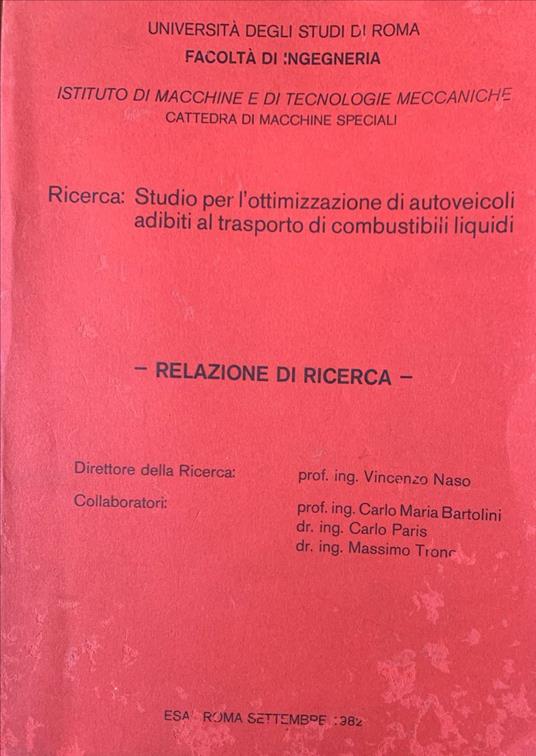 UNIVERSITÀ DEGLI STUDI DI ROMA
FACOLTÀ DI INGEGNERIA
ISTITUTO DI MACCHINE E DI TECNOLOGIE MECCANICHE
CATTEDRA DI MACCHINE SPECIALI
Ricerca: Studio per l'ottimizzazione di autoveicoli
adibiti al trasporto di combustibili liquidi
– RELAZIONE DI RICERCA –
Direttore della Ricerca: prof. ing. Vincenzo Naso
Collaboratori: prof. ing. Carlo Maria Bartolini
dr. ing. Carlo Paris
dr. ing. Massimo
ROMA SETTEMBRE 1982